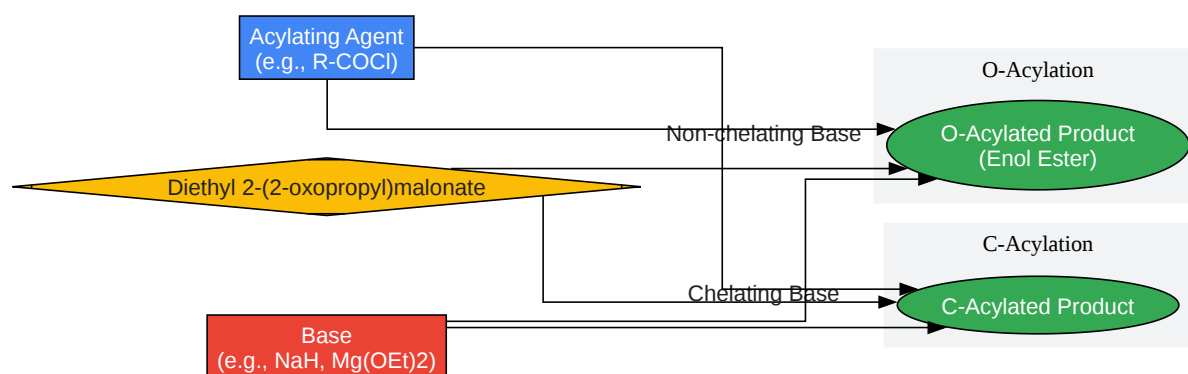 Acylating Agent
(e.g., R-COCl)
O-Acylation
Non-chelating Base
O-Acylated Product
(Enol Ester)
Diethyl 2-(2-oxopropyl)malonate
C-Acylation
Chelating Base
C-Acylated Product
Base
(e.g., NaH, Mg(OEt)2)